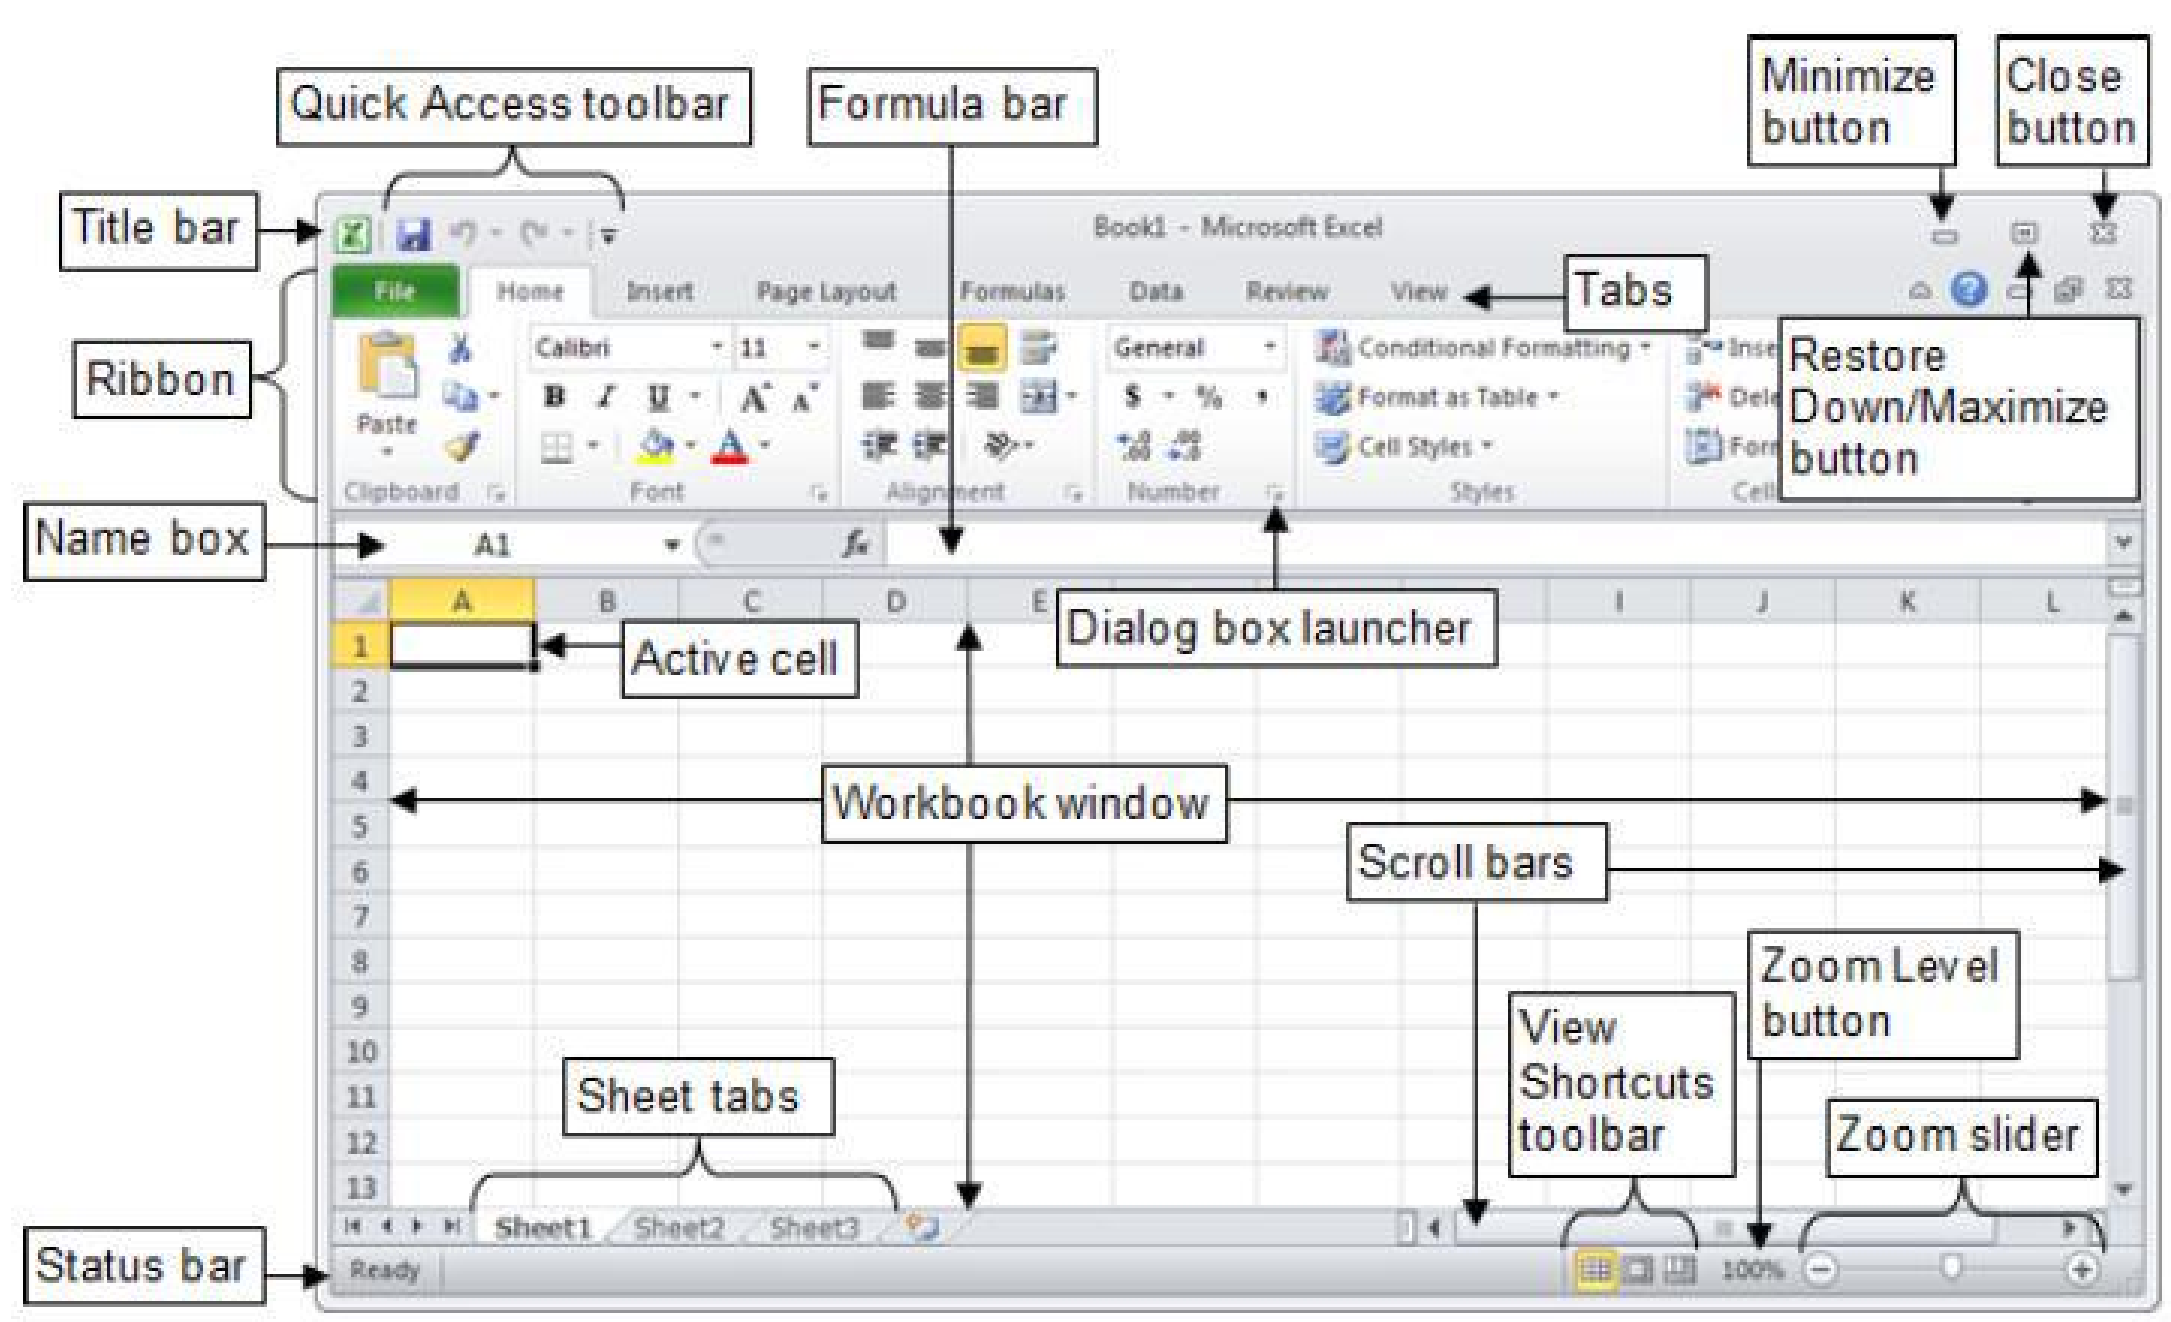 Minimize
button
Close
button
Quick Access toolbar
Formula bar
Title bar
Book1 - Microsoft Excel
File Home Insert Page Layout Formulas Data Review View
Tabs
Ribbon
Paste
Calibri 11
General
Conditional Formatting
Format as Table
Cell Styles
B I U A A
$ % ,
Restore
Down/Maximize
button
Clipboard Font Alignment Number Styles
Name box
A1 fx
A B C D E I J K L
Dialog box launcher
Active cell
1
2
3
4
5
6
7
8
9
10
11
12
13
Workbook window
Scroll bars
Zoom Level
button
View
Shortcuts
toolbar
Sheet tabs
Zoom slider
Sheet1 Sheet2 Sheet3
Status bar
Ready 100%